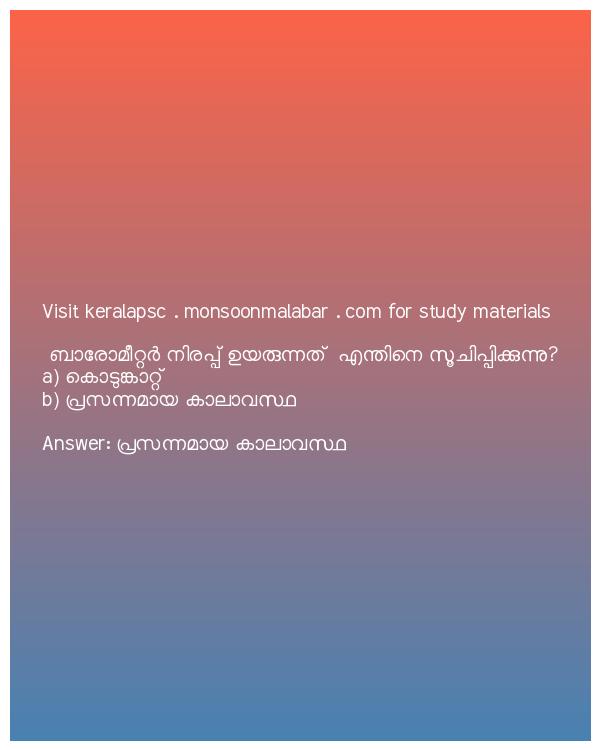 Visit keralapsc . monsoonmalabar . com for study materials
ബാരോമീറ്റർ നിരപ്പ് ഉയരുന്നത്  എന്തിനെ സൂചിപ്പിക്കുന്നു?
a) കൊടുങ്കാറ്റ്
b) പ്രസന്നമായ കാലാവസ്ഥ
Answer: പ്രസന്നമായ കാലാവസ്ഥ